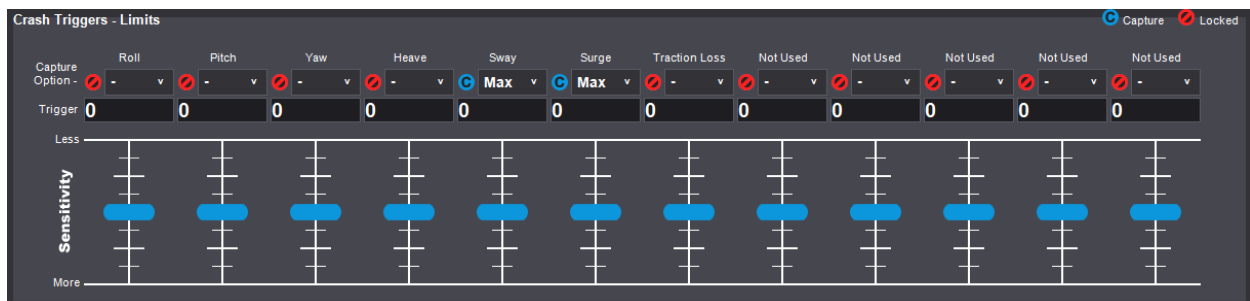 Crash Triggers - Limits C Capture Locked
Roll Pitch Yaw Heave Sway Surge Traction Loss Not Used Not Used Not Used Not Used Not Used
Capture
Option - - v - v - v - v C Max v C Max v - v - v - v - v - v - v
Trigger 0 0 0 0 0 0 0 0 0 0 0 0
Less
Sensitivity
More